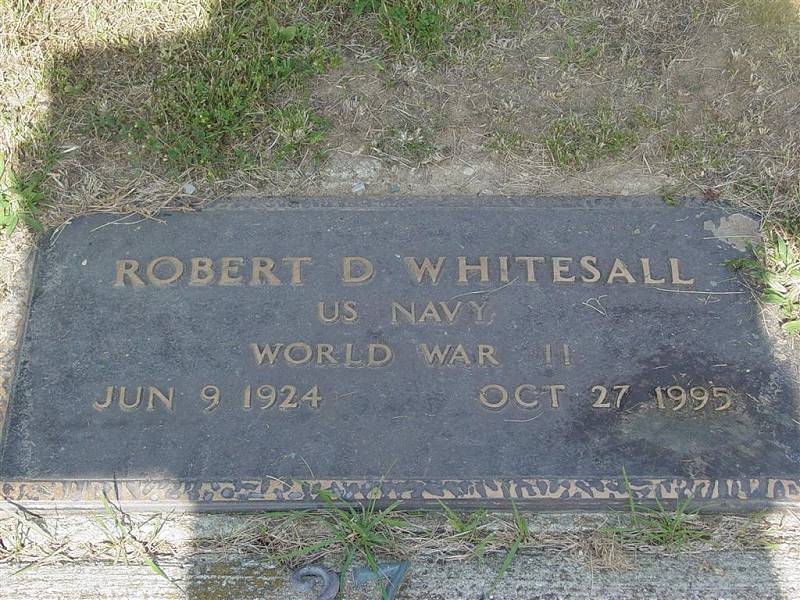 ROBERT D WHITESALL
US NAVY
WORLD WAR II
JUN 9 1924 OCT 27 1995